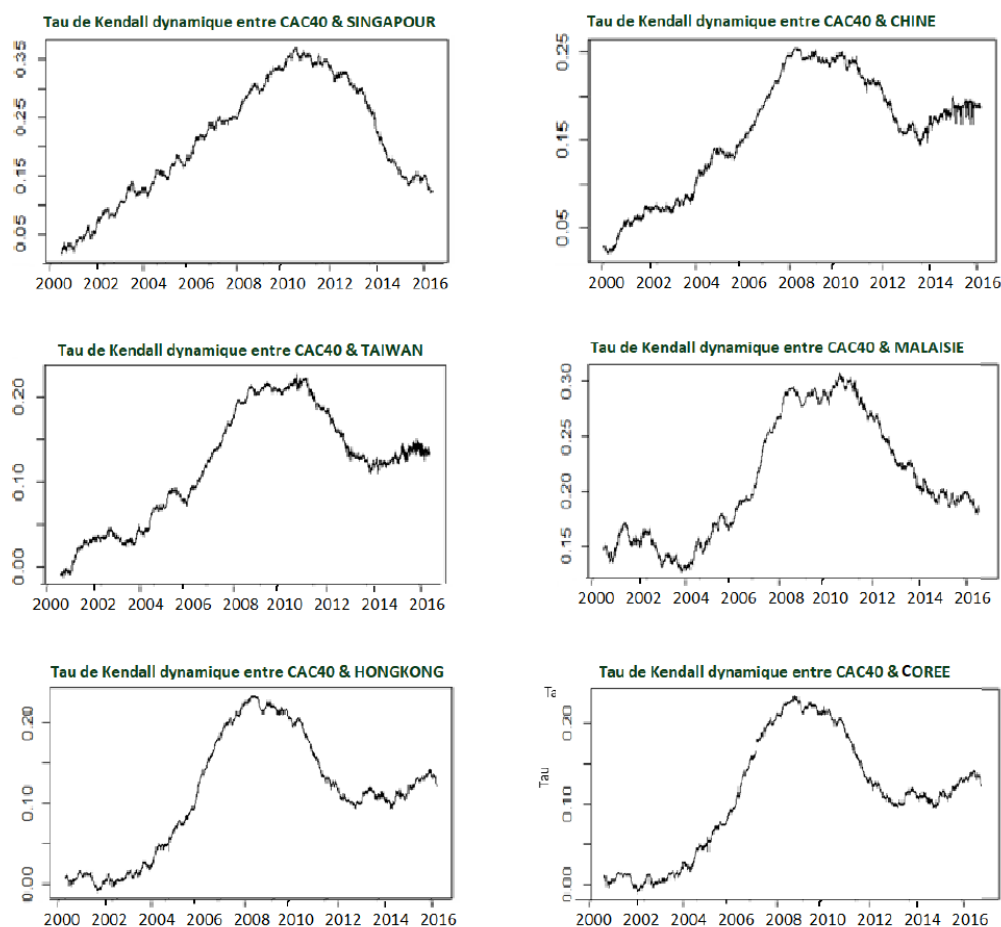 Tau de Kendall dynamique entre CAC40 & SINGAPOUR
0.35
0.25
0.15
0.05
2000 2002 2004 2006 2008 2010 2012 2014 2016
Tau de Kendall dynamique entre CAC40 & CHINE
0.25
0.15
0.05
2000 2002 2004 2006 2008 2010 2012 2014 2016
Tau de Kendall dynamique entre CAC40 & TAIWAN
0.20
0.10
0.00
2000 2002 2004 2006 2008 2010 2012 2014 2016
Tau de Kendall dynamique entre CAC40 & MALAISIE
0.30
0.25
0.20
0.15
2000 2002 2004 2006 2008 2010 2012 2014 2016
Tau de Kendall dynamique entre CAC40 & HONGKONG
0.20
0.10
0.00
2000 2002 2004 2006 2008 2010 2012 2014 2016
Tau de Kendall dynamique entre CAC40 & COREE
Ta
0.20
Tau
0.10
0.00
2000 2002 2004 2006 2008 2010 2012 2014 2016